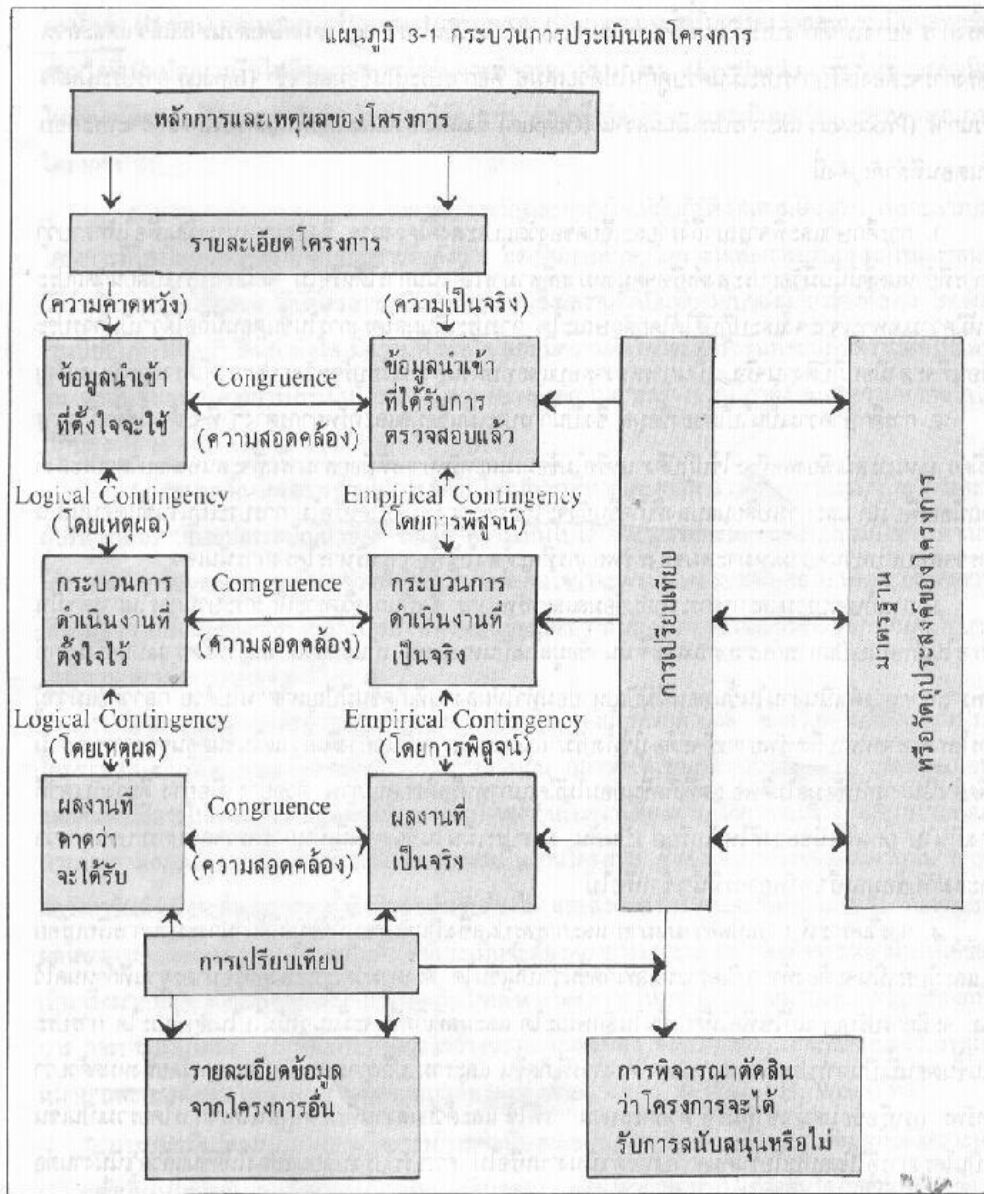 แผนภูมิ 3-1 กระบวนการประเมินผลโครงการ
หลักการและเหตุผลของโครงการ
รายละเอียดโครงการ
(ความคาดหวัง)
(ความเป็นจริง)
ข้อมูลนำเข้า
ที่ตั้งใจจะใช้
Congruence
(ความสอดคล้อง)
ข้อมูลนำเข้า
ที่ได้รับการ
ตรวจสอบแล้ว
Logical Contingency
(โดยเหตุผล)
Empirical Contingency
(โดยการพิสูจน์)
กระบวนการ
ดำเนินงานที่
ตั้งใจไว้
Comgruence
(ความสอดคล้อง)
กระบวนการ
ดำเนินงานที่
เป็นจริง
Logical Contingency
(โดยเหตุผล)
Empirical Contingency
(โดยการพิสูจน์)
ผลงานที่
คาดว่า
จะได้รับ
Congruence
(ความสอดคล้อง)
ผลงานที่
เป็นจริง
การเปรียบเทียบ
มาตรฐาน
หรือวัตถุประสงค์ของโครงการ
การเปรียบเทียบ
รายละเอียดข้อมูล
จากโครงการอื่น
การพิจารณาตัดสิน
ว่าโครงการจะได้
รับการสนับสนุนหรือไม่